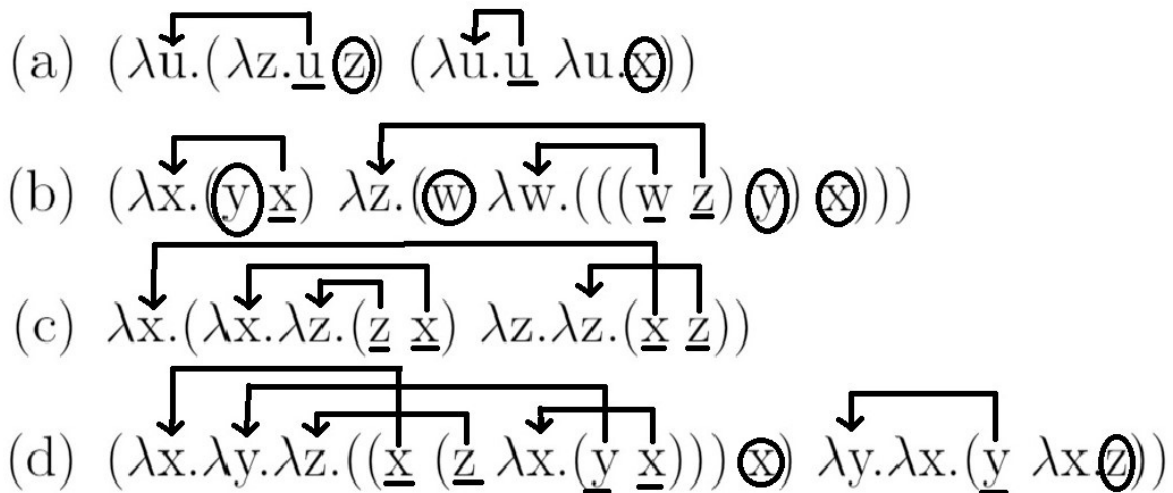 (a) (λu.(λz.u z) (λu.u λu.x))
(b) (λx.(y x) λz.(w λw.(((w z) y) x)))
(c) λx.(λx.λz.(z x) λz.λz.(x z))
(d) (λx.λy.λz.((x (z λx.(y x))) x) λy.λx.(y λx.z))